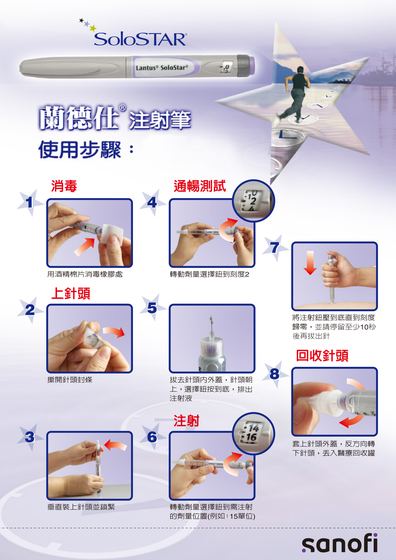 SoloSTAR®
Lantus® SoloStar®
蘭德仕®注射筆
使用步驟：
消毒
1
用酒精棉片消毒橡膠處
上針頭
2
撕開針頭封條
3
垂直裝上針頭並鎖緊
通暢測試
4
0
2
4
轉動劑量選擇鈕到刻度2
5
拔去針頭內外蓋，針頭朝
上，選擇鈕按到底，排出
注射液
注射
6
14
16
轉動劑量選擇鈕到需注射
的劑量位置(例如：15單位)
7
將注射鈕壓到底直到刻度
歸零，並請停留至少10秒
後再拔出針
回收針頭
8
套上針頭外蓋，反方向轉
下針頭，丟入醫療回收罐
sanofi